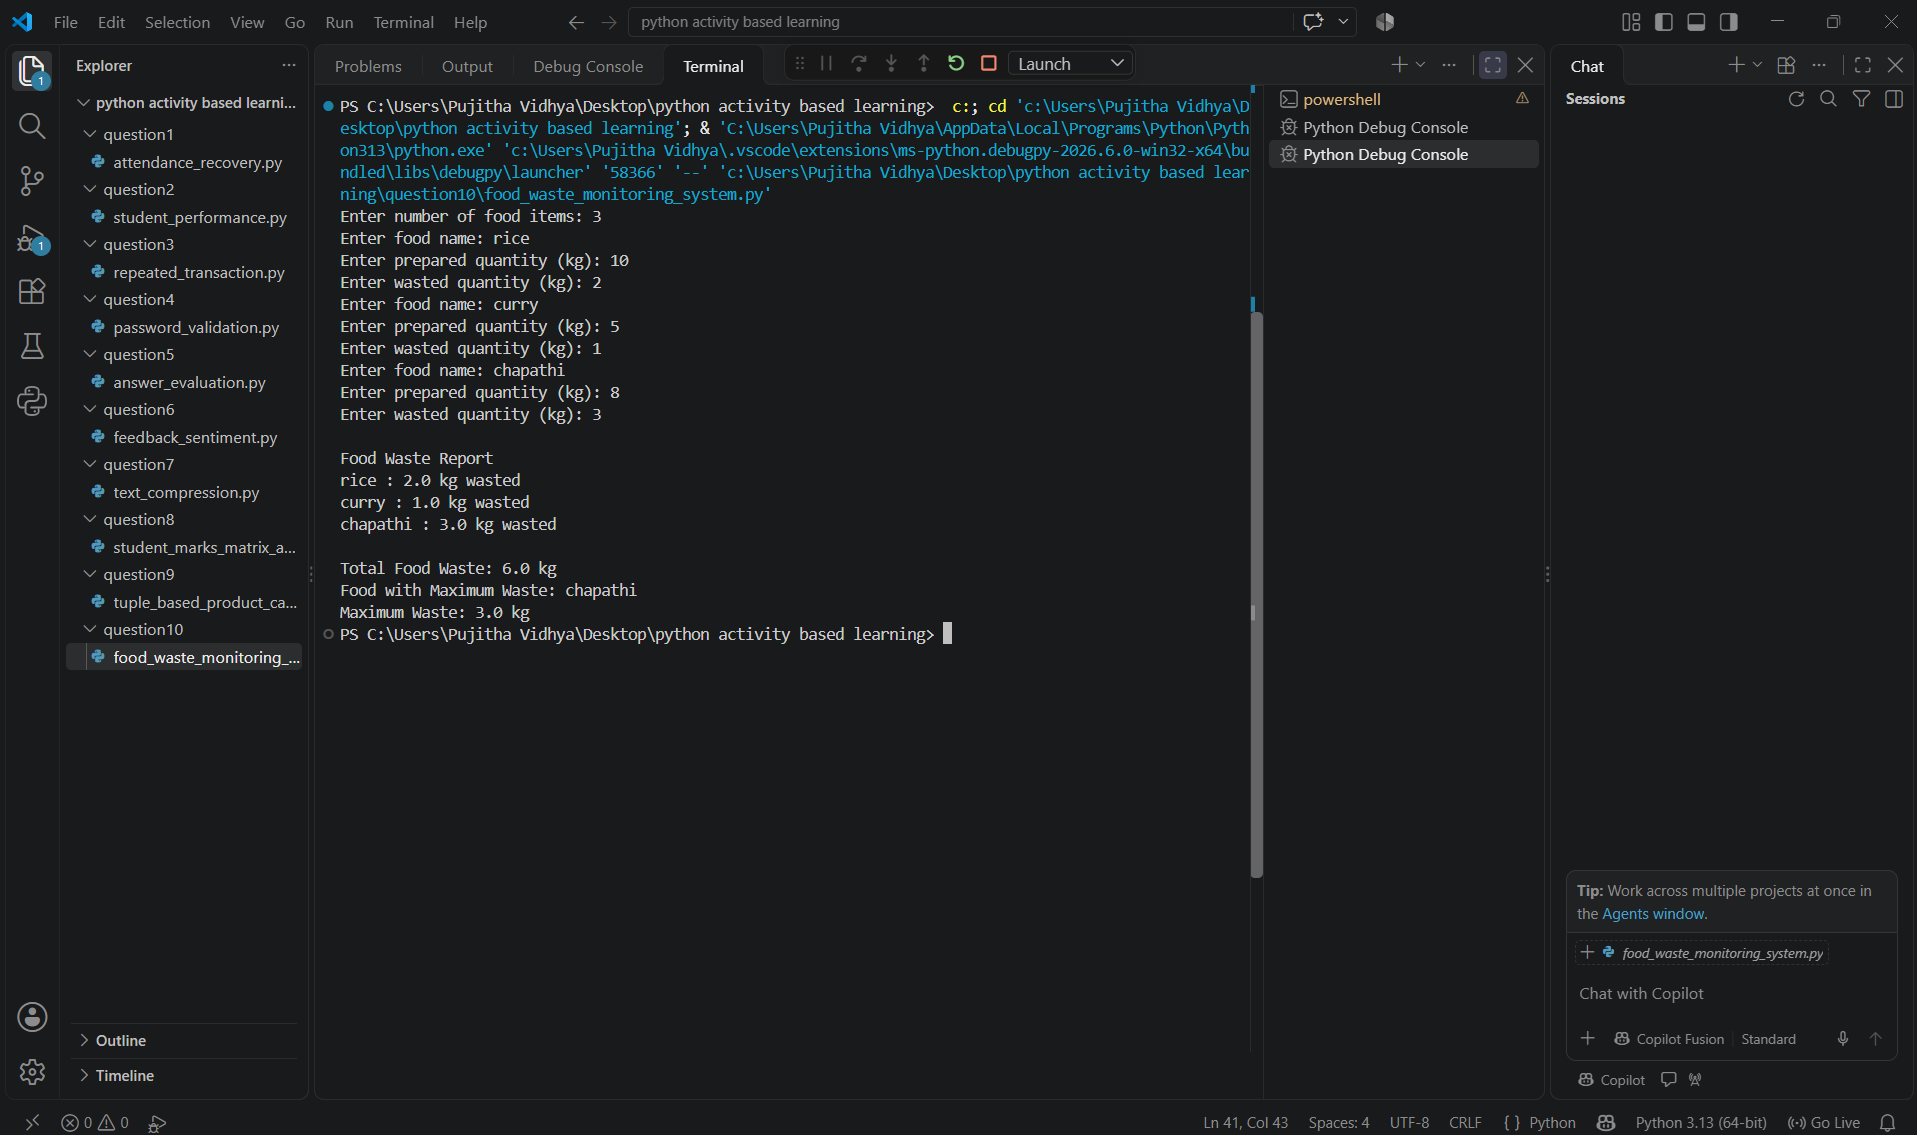 File Edit Selection View Go Run Terminal Help
python activity based learning
Explorer
python activity based learni...
question1
attendance_recovery.py
question2
student_performance.py
question3
repeated_transaction.py
question4
password_validation.py
question5
answer_evaluation.py
question6
feedback_sentiment.py
question7
text_compression.py
question8
student_marks_matrix_a...
question9
tuple_based_product_ca...
question10
food_waste_monitoring_...
Outline
Timeline
1
1
Problems Output Debug Console Terminal
Launch
PS C:\Users\Pujitha Vidhya\Desktop\python activity based learning>  c:; cd 'c:\Users\Pujitha Vidhya\D
esktop\python activity based learning'; & 'C:\Users\Pujitha Vidhya\AppData\Local\Programs\Python\Pyth
on313\python.exe' 'c:\Users\Pujitha Vidhya\.vscode\extensions\ms-python.debugpy-2026.6.0-win32-x64\bu
ndled\libs\debugpy\launcher' '58366' '--' 'c:\Users\Pujitha Vidhya\Desktop\python activity based lear
ning\question10\food_waste_monitoring_system.py'
Enter number of food items: 3
Enter food name: rice
Enter prepared quantity (kg): 10
Enter wasted quantity (kg): 2
Enter food name: curry
Enter prepared quantity (kg): 5
Enter wasted quantity (kg): 1
Enter food name: chapathi
Enter prepared quantity (kg): 8
Enter wasted quantity (kg): 3
Food Waste Report
rice : 2.0 kg wasted
curry : 1.0 kg wasted
chapathi : 3.0 kg wasted
Total Food Waste: 6.0 kg
Food with Maximum Waste: chapathi
Maximum Waste: 3.0 kg
PS C:\Users\Pujitha Vidhya\Desktop\python activity based learning>
powershell
Python Debug Console
Python Debug Console
Chat
Sessions
Tip: Work across multiple projects at once in
the Agents window.
food_waste_monitoring_system.py
Chat with Copilot
Copilot Fusion Standard
Copilot
0 0
Ln 41, Col 43 Spaces: 4 UTF-8 CRLF { } Python Python 3.13 (64-bit) Go Live